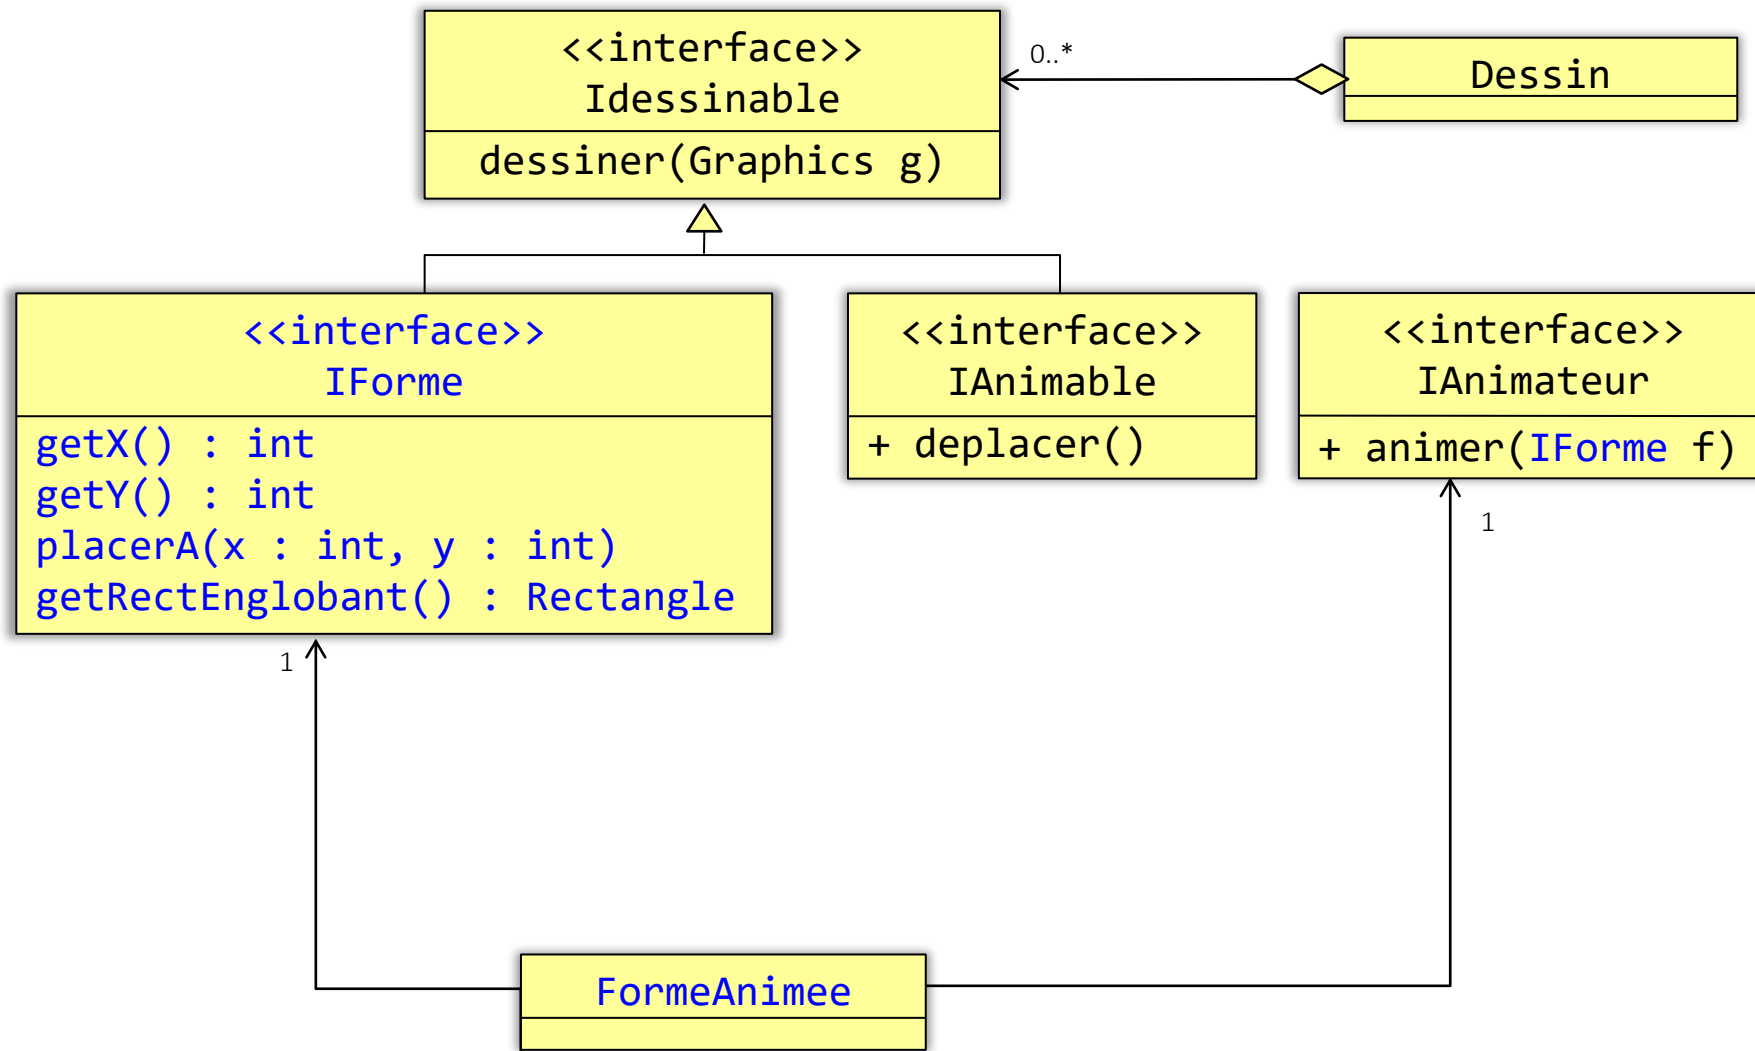 <<interface>>
Idessinable
dessiner(Graphics g)
0..*
Dessin
<<interface>>
IForme
getX() : int
getY() : int
placerA(x : int, y : int)
getRectEnglobant() : Rectangle
<<interface>>
IAnimable
+ deplacer()
<<interface>>
IAnimateur
+ animer(IForme f)
1
1
FormeAnimee